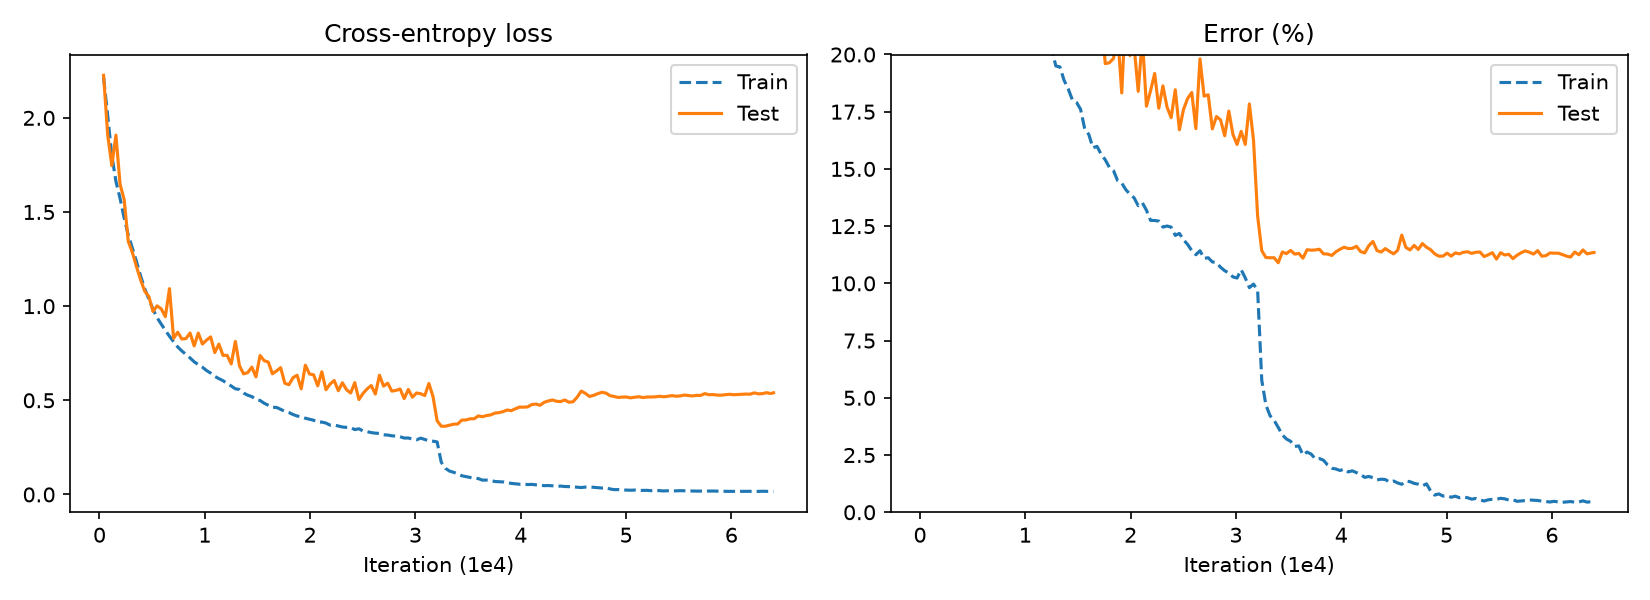 Cross-entropy loss
2.0
1.5
1.0
0.5
0.0
0 1 2 3 4 5 6
Iteration (1e4)
Train
Test
Error (%)
20.0
17.5
15.0
12.5
10.0
7.5
5.0
2.5
0.0
0 1 2 3 4 5 6
Iteration (1e4)
Train
Test